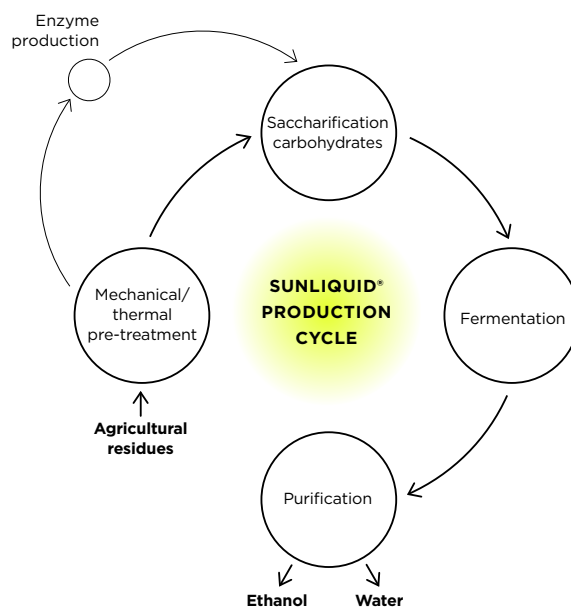 Enzyme
production
Saccharification
carbohydrates
Mechanical/
thermal
pre-treatment
SUNLIQUID®
PRODUCTION
CYCLE
Fermentation
Agricultural
residues
Purification
Ethanol
Water